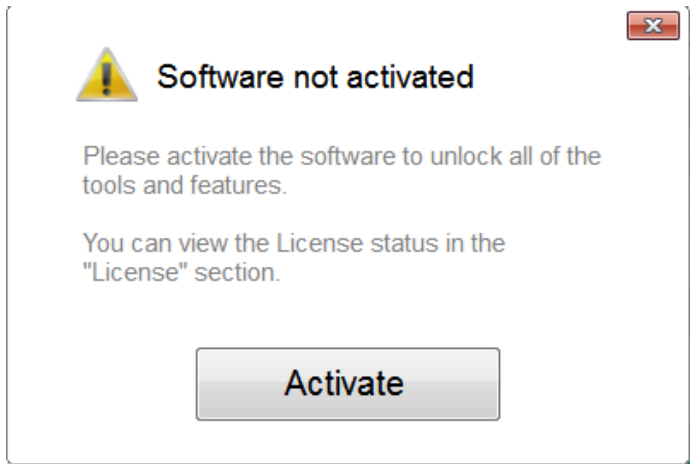 Software not activated
Please activate the software to unlock all of the
tools and features.
You can view the License status in the
"License" section.
Activate